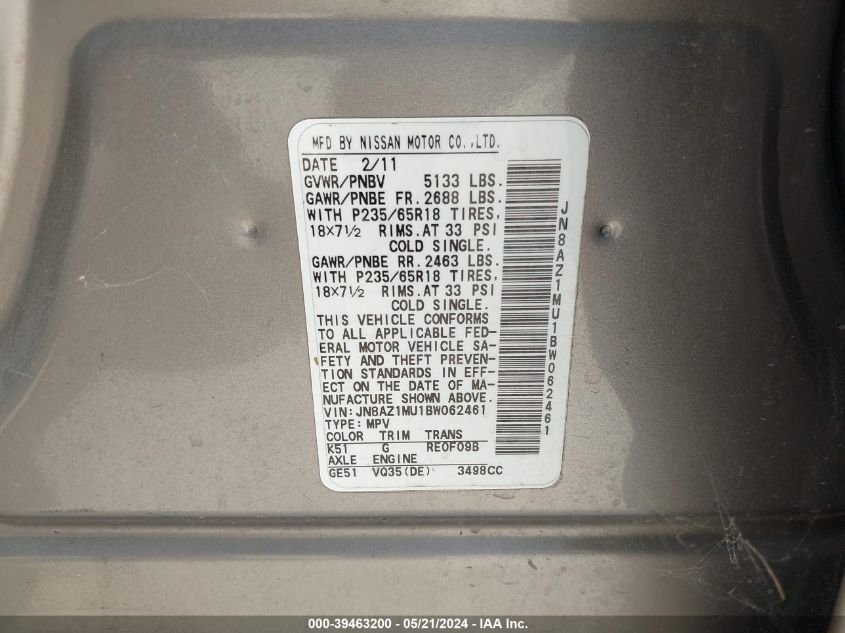 MFD BY NISSAN MOTOR CO.,LTD.
DATE 2/11
GVWR/PNBV 5133 LBS.
GAWR/PNBE FR. 2688 LBS.
WITH P235/65R18 TIRES,
18×7½ RIMS.AT 33 PSI
COLD SINGLE.
GAWR/PNBE RR. 2463 LBS.
WITH P235/65R18 TIRES,
18×7½ RIMS.AT 33 PSI
COLD SINGLE.
THIS VEHICLE CONFORMS
TO ALL APPLICABLE FED-
ERAL MOTOR VEHICLE SA-
FETY AND THEFT PREVEN-
TION STANDARDS IN EFF-
ECT ON THE DATE OF MA-
NUFACTURE SHOWN ABOVE.
VIN: JN8AZ1MU1BW062461
TYPE: MPV
COLOR TRIM TRANS
K51 G RE0F09B
AXLE ENGINE
GE51 VQ35(DE) 3498CC
JN8AZ1MU1BW062461
000-39463200 - 05/21/2024 - IAA Inc.